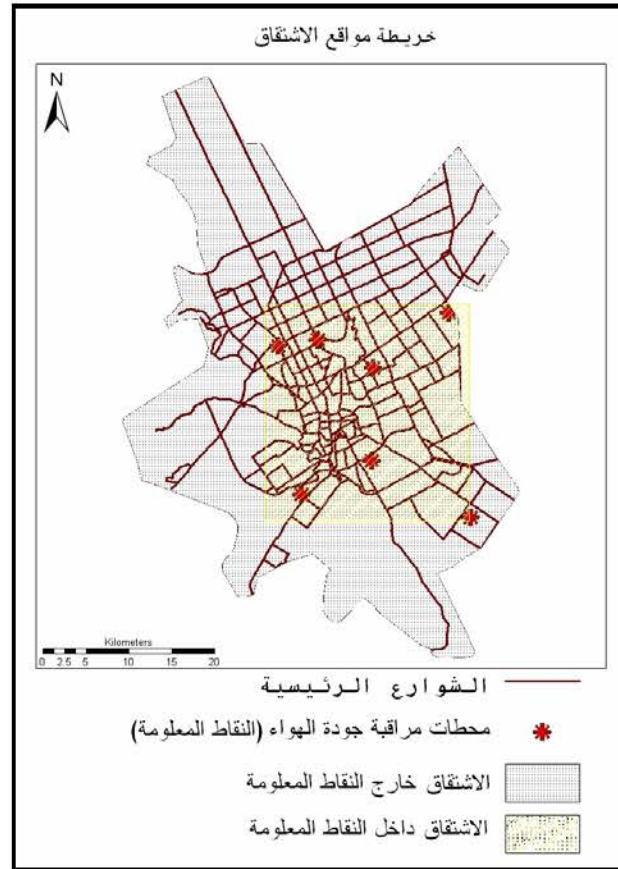 خريطة مواقع الاشتقاق
N
Kilometers
0 2.5 5 10 15 20
الشوارع الرئيسية
محطات مراقبة جودة الهواء (النقاط المعلومة)
الاشتقاق خارج النقاط المعلومة
الاشتقاق داخل النقاط المعلومة